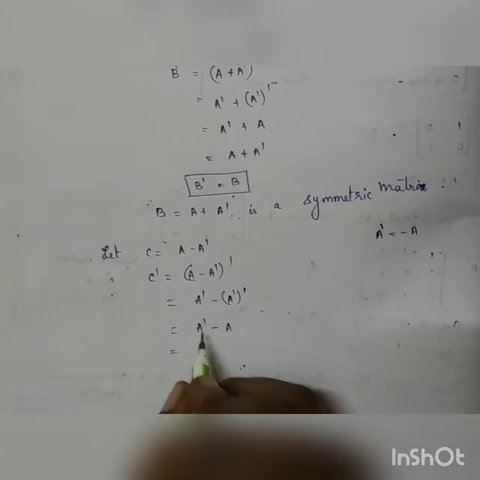 B' = (A + A')'
= A' + (A')'
= A' + A
= A + A'
B' = B
∴ B = A + A' is a symmetric matrix.
Let C = A - A'
A' = -A
C' = (A - A')'
= A' - (A')'
= A' - A
=
InShOt